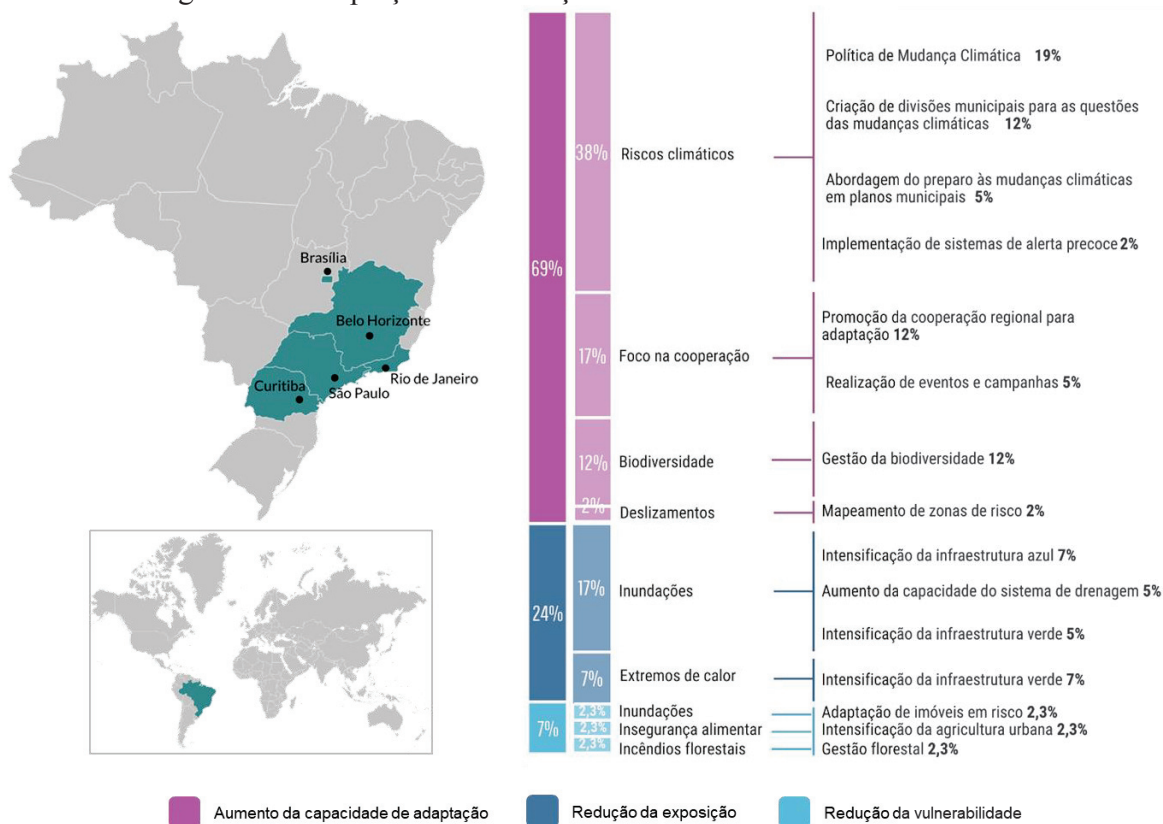 Brasília
Belo Horizonte
Rio de Janeiro
São Paulo
Curitiba
69%
24%
7%
38%
17%
12%
2%
17%
7%
2,3%
2,3%
2,3%
Riscos climáticos
Foco na cooperação
Biodiversidade
Deslizamentos
Inundações
Extremos de calor
Inundações
Insegurança alimentar
Incêndios florestais
Política de Mudança Climática 19%
Criação de divisões municipais para as questões
das mudanças climáticas 12%
Abordagem do preparo às mudanças climáticas
em planos municipais 5%
Implementação de sistemas de alerta precoce 2%
Promoção da cooperação regional para
adaptação 12%
Realização de eventos e campanhas 5%
Gestão da biodiversidade 12%
Mapeamento de zonas de risco 2%
Intensificação da infraestrutura azul 7%
Aumento da capacidade do sistema de drenagem 5%
Intensificação da infraestrutura verde 5%
Intensificação da infraestrutura verde 7%
Adaptação de imóveis em risco 2,3%
Intensificação da agricultura urbana 2,3%
Gestão florestal 2,3%
Aumento da capacidade de adaptação
Redução da exposição
Redução da vulnerabilidade